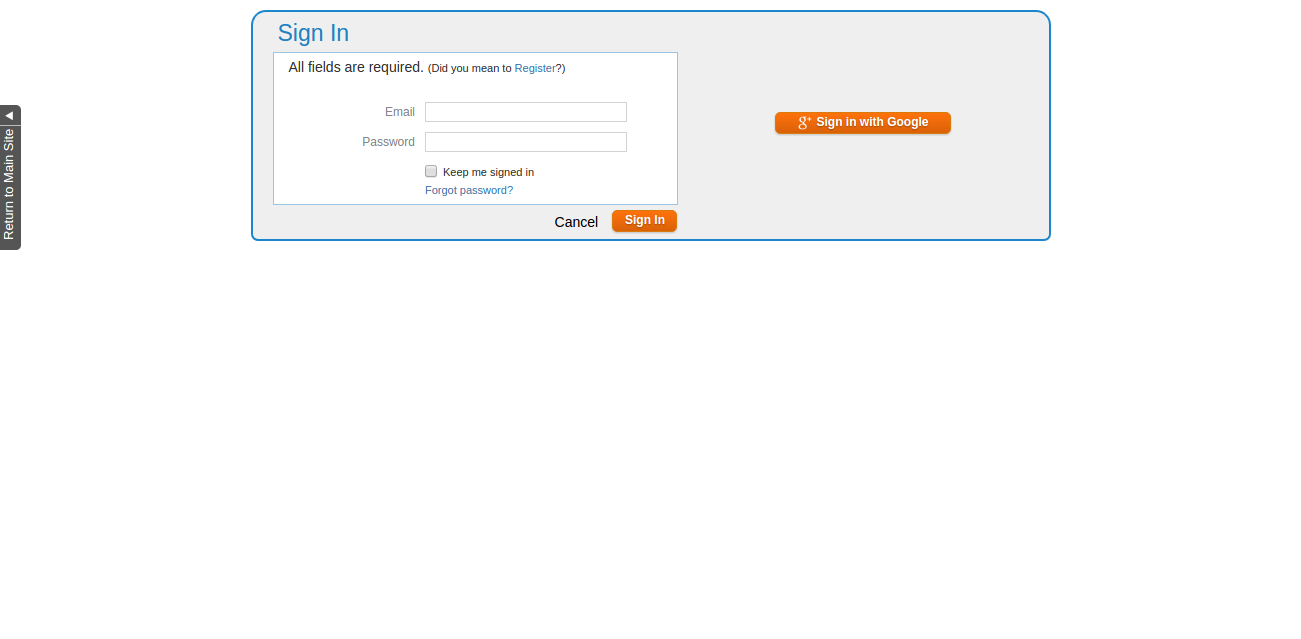 Sign In
All fields are required. (Did you mean to Register?)
Email
Password
Keep me signed in
Forgot password?
Cancel
Sign In
Sign in with Google
Return to Main Site